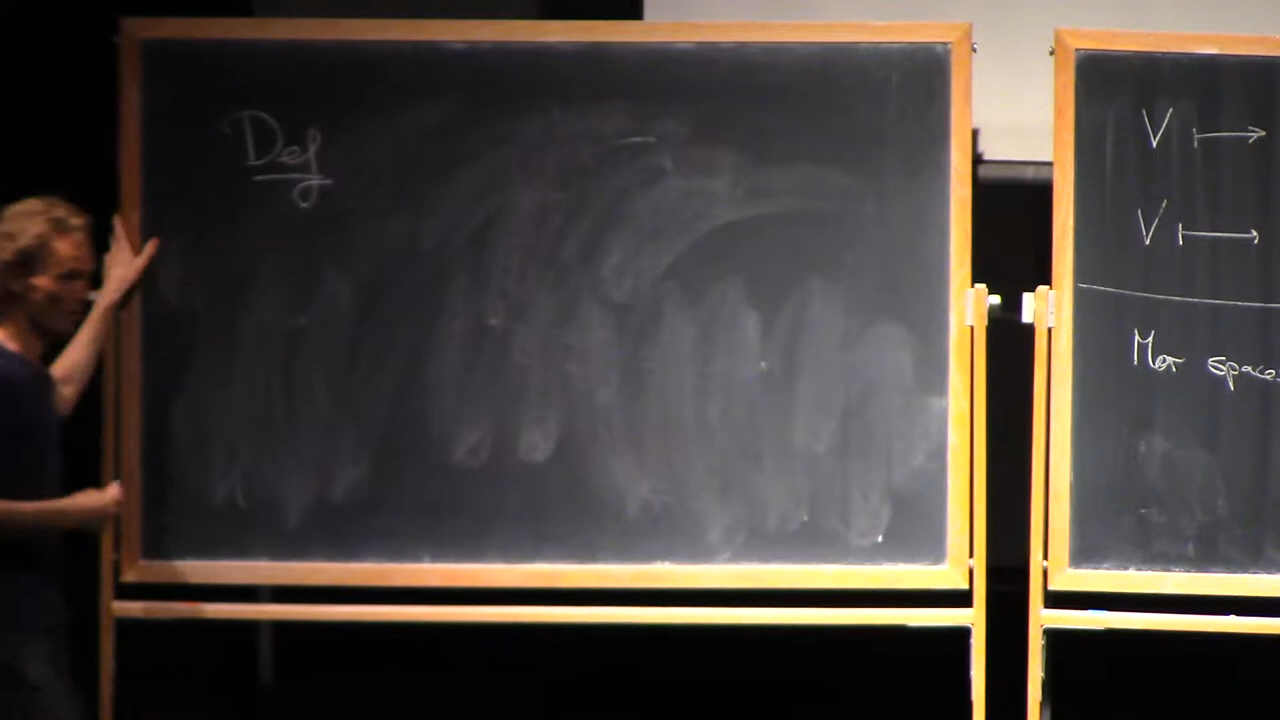 Def
V ↦
V ↦
Mor space